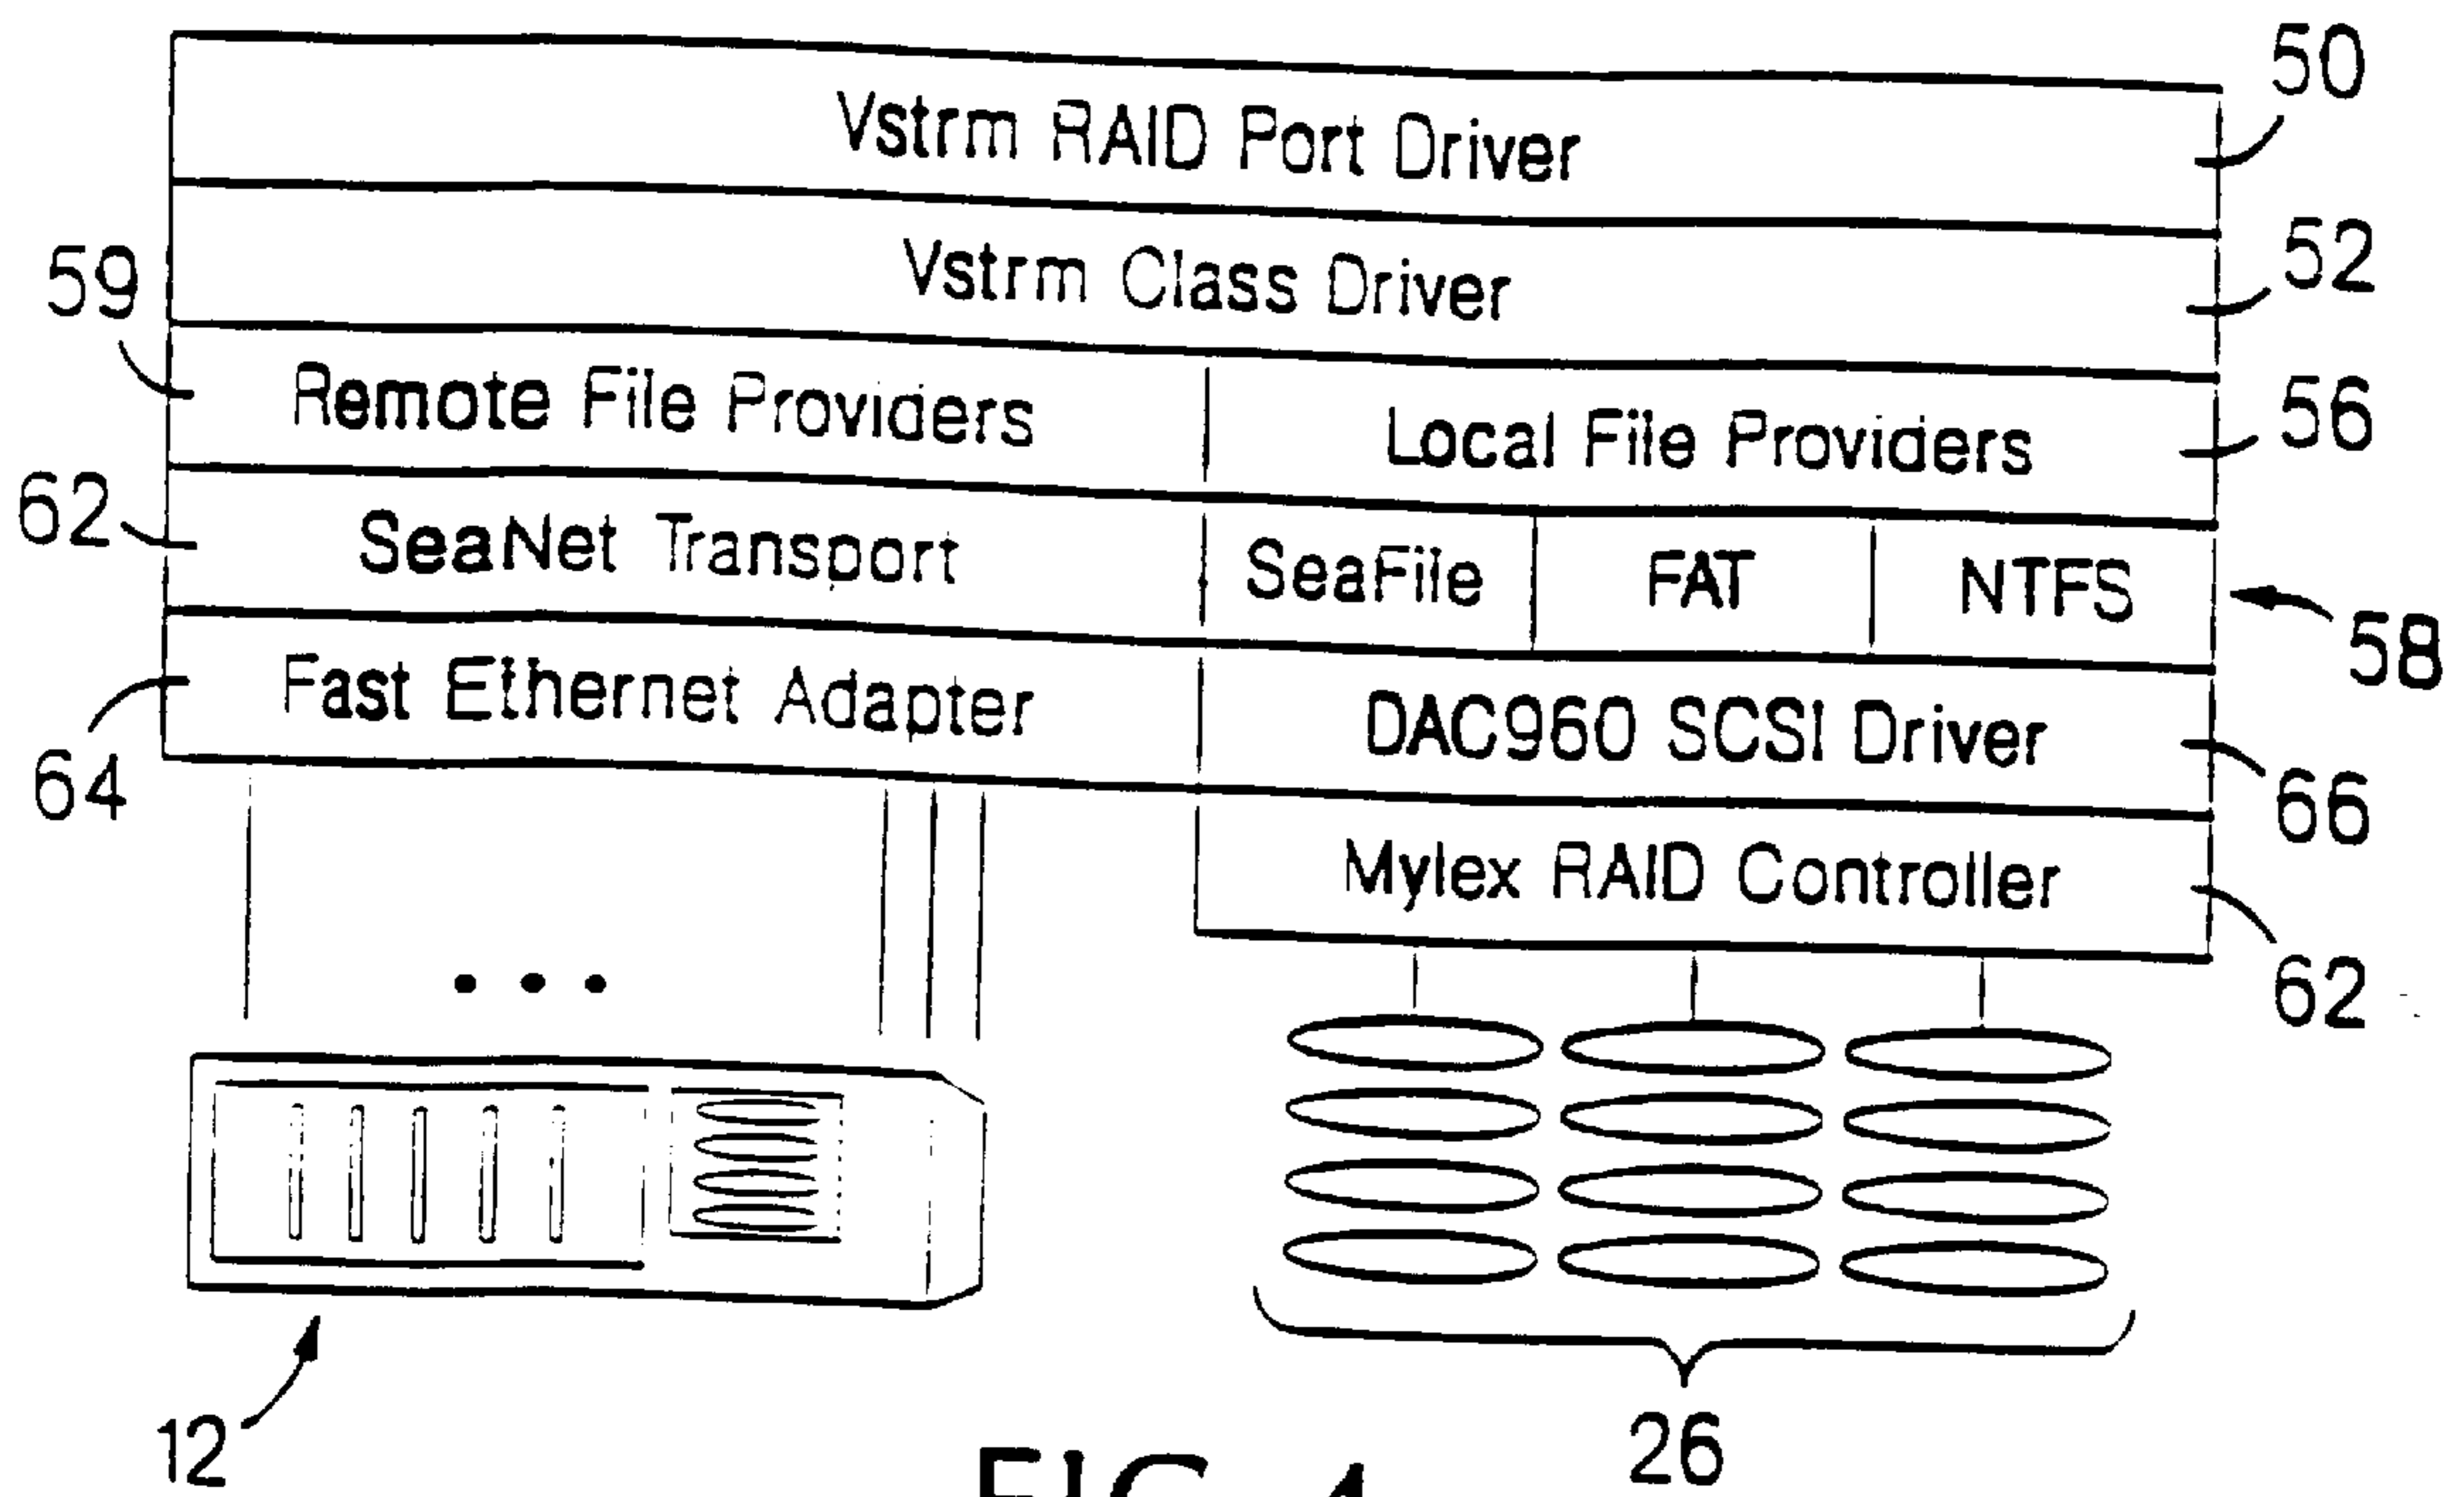 50
Vstrm RAID Port Driver
52
Vstrm Class Driver
59
Remote File Providers
Local File Providers
56
62
SeaNet Transport
SeaFile
FAT
NTFS
58
64
Fast Ethernet Adapter
DAC960 SCSI Driver
66
Mylex RAID Controller
62
12
26
FIG. 4